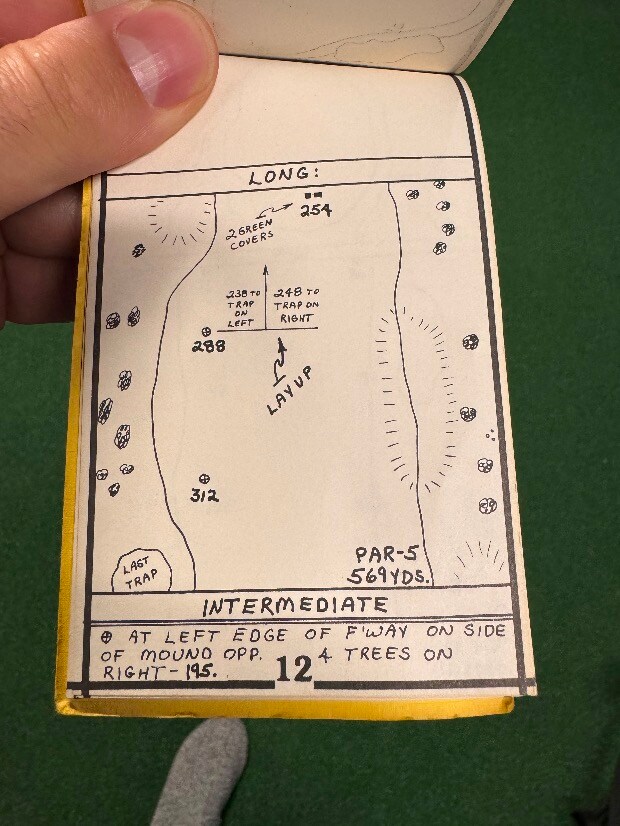 LONG:
254
2 GREEN
COVERS
238 TO
TRAP
ON
LEFT
248 TO
TRAP ON
RIGHT
288
LAYUP
312
LAST
TRAP
PAR-5
569YDS.
INTERMEDIATE
⊕ AT LEFT EDGE OF F'WAY ON SIDE
OF MOUND OPP. 4 TREES ON
RIGHT-195.
12